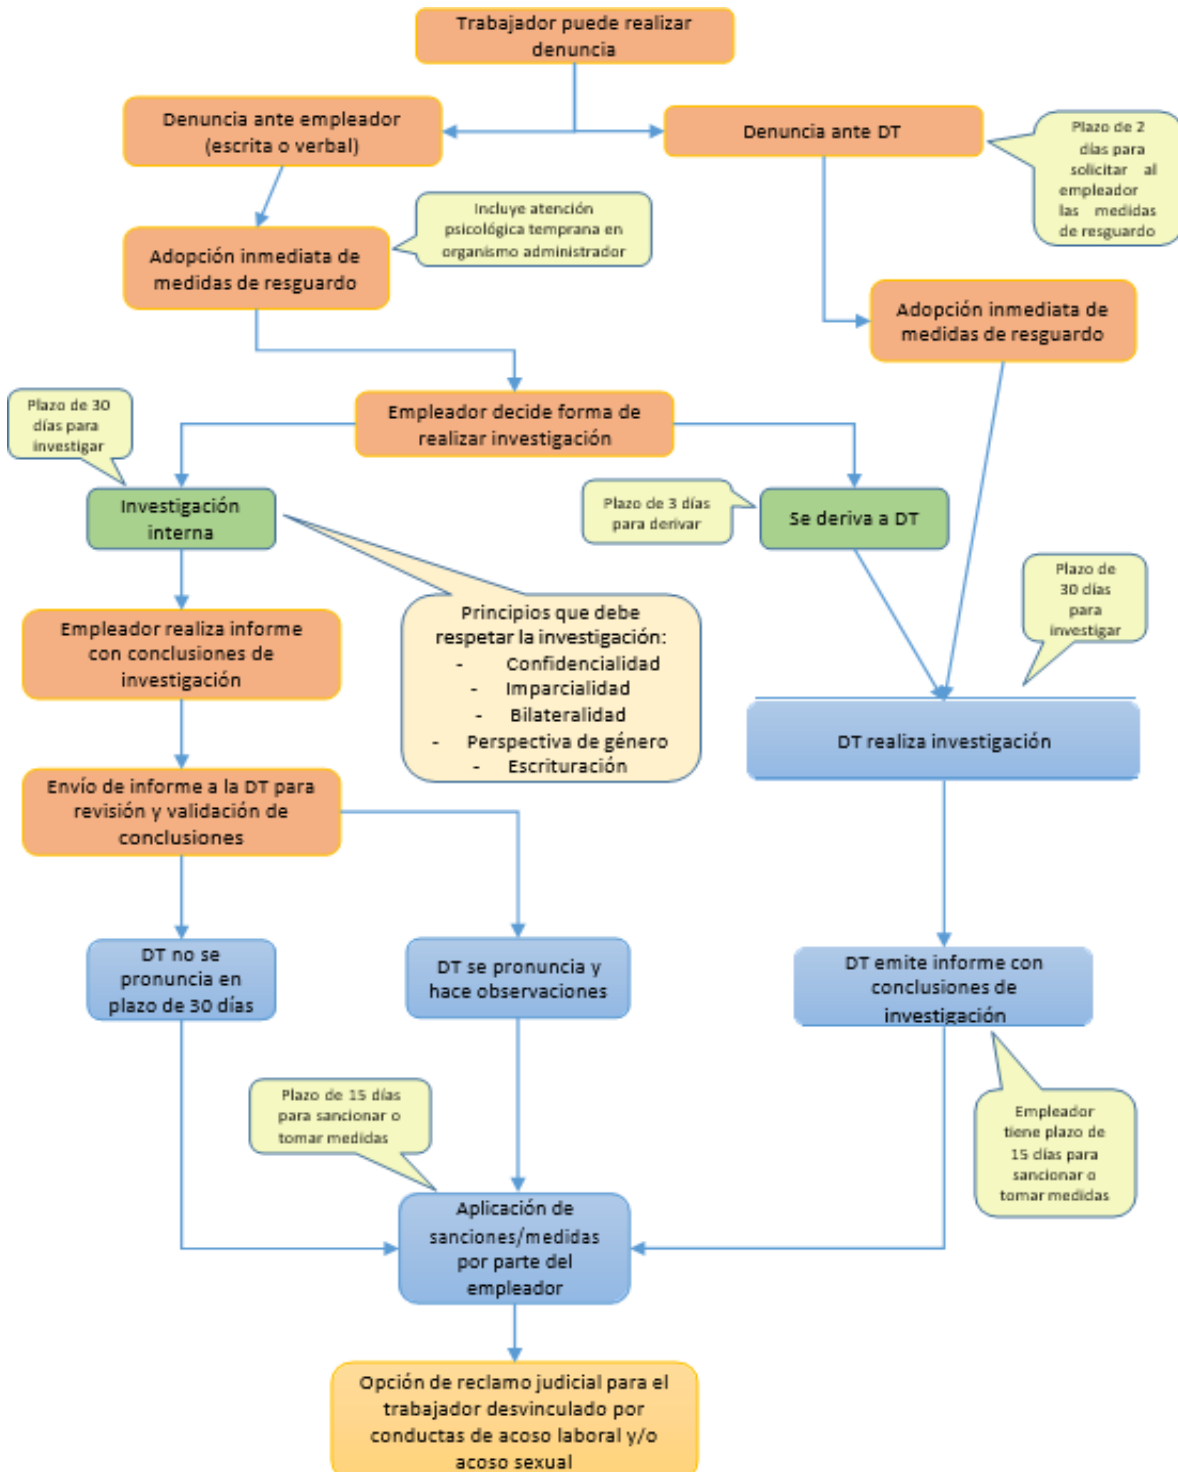 Trabajador puede realizar
denuncia
Denuncia ante empleador
(escrita o verbal)
Denuncia ante DT
Plazo de 2
días para
solicitar al
empleador
las medidas
de resguardo
Incluye atención
psicológica temprana en
organismo administrador
Adopción inmediata de
medidas de resguardo
Adopción inmediata de
medidas de resguardo
Plazo de 30
días para
investigar
Empleador decide forma de
realizar investigación
Investigación
interna
Plazo de 3 días
para derivar
Se deriva a DT
Plazo de
30 días
para
investigar
Empleador realiza informe
con conclusiones de
investigación
Principios que debe
respetar la investigación:
- Confidencialidad
- Imparcialidad
- Bilateralidad
- Perspectiva de género
- Escrituración
DT realiza investigación
Envío de informe a la DT para
revisión y validación de
conclusiones
DT no se
pronuncia en
plazo de 30 días
DT se pronuncia y
hace observaciones
DT emite informe con
conclusiones de
investigación
Plazo de 15 días
para sancionar o
tomar medidas
Empleador
tiene plazo de
15 días para
sancionar o
tomar medidas
Aplicación de
sanciones/medidas
por parte del
empleador
Opción de reclamo judicial para el
trabajador desvinculado por
conductas de acoso laboral y/o
acoso sexual